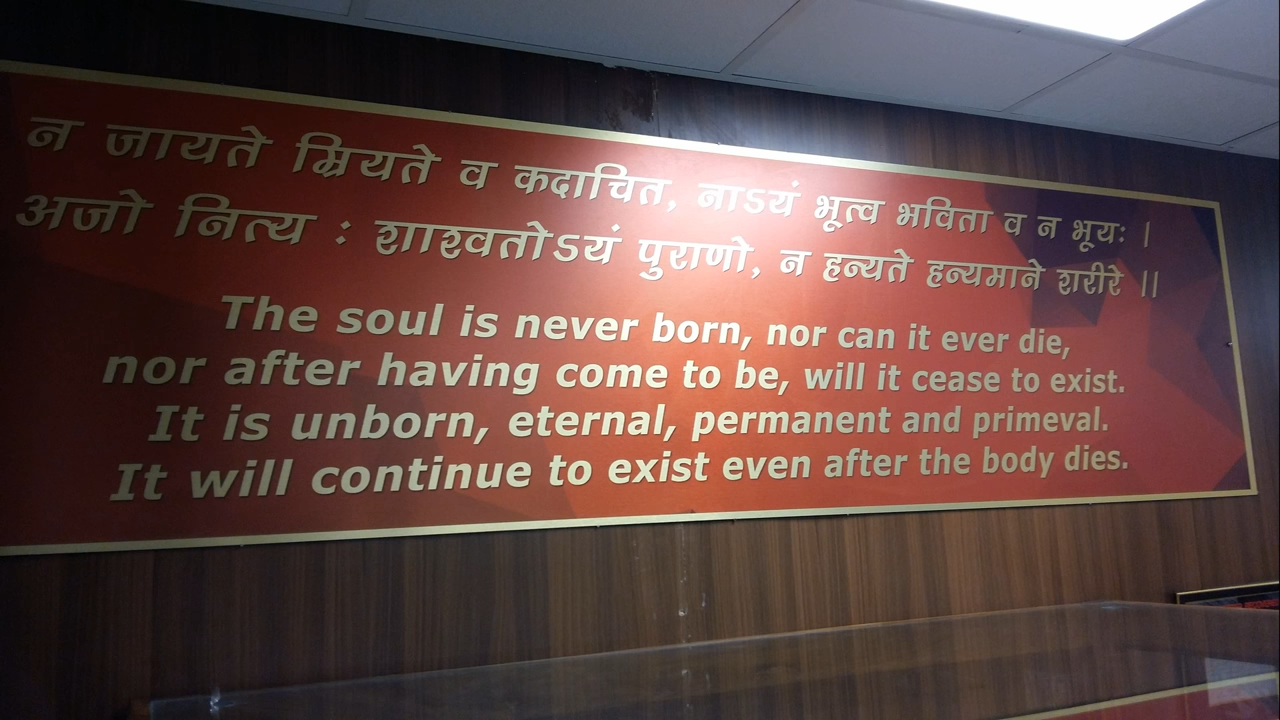 न जायते म्रियते व कदाचित, नाऽयं भूत्व भविता व न भूयः |
अजो नित्य : शाश्वतोऽयं पुराणो, न हन्यते हन्यमाने शरीरे ||
The soul is never born, nor can it ever die,
nor after having come to be, will it cease to exist.
It is unborn, eternal, permanent and primeval.
It will continue to exist even after the body dies.